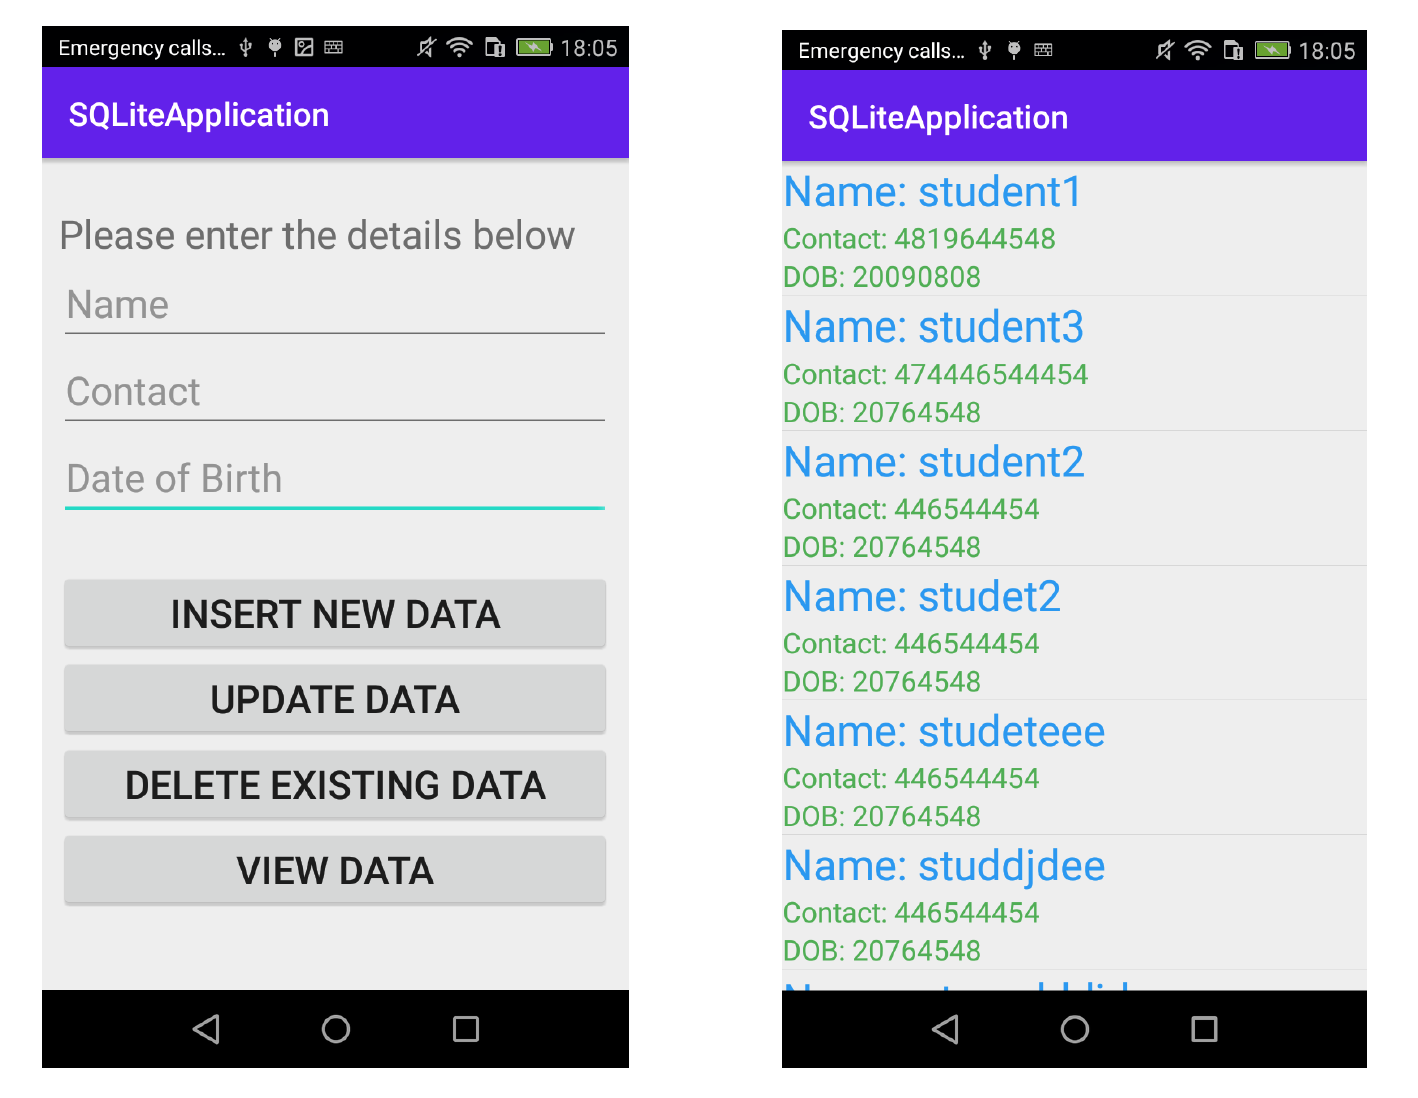 Emergency calls... 18:05
SQLiteApplication
Please enter the details below
Name
Contact
Date of Birth
INSERT NEW DATA
UPDATE DATA
DELETE EXISTING DATA
VIEW DATA
Emergency calls... 18:05
SQLiteApplication
Name: student1
Contact: 4819644548
DOB: 20090808
Name: student3
Contact: 474446544454
DOB: 20764548
Name: student2
Contact: 446544454
DOB: 20764548
Name: studet2
Contact: 446544454
DOB: 20764548
Name: studeteee
Contact: 446544454
DOB: 20764548
Name: studdjdee
Contact: 446544454
DOB: 20764548